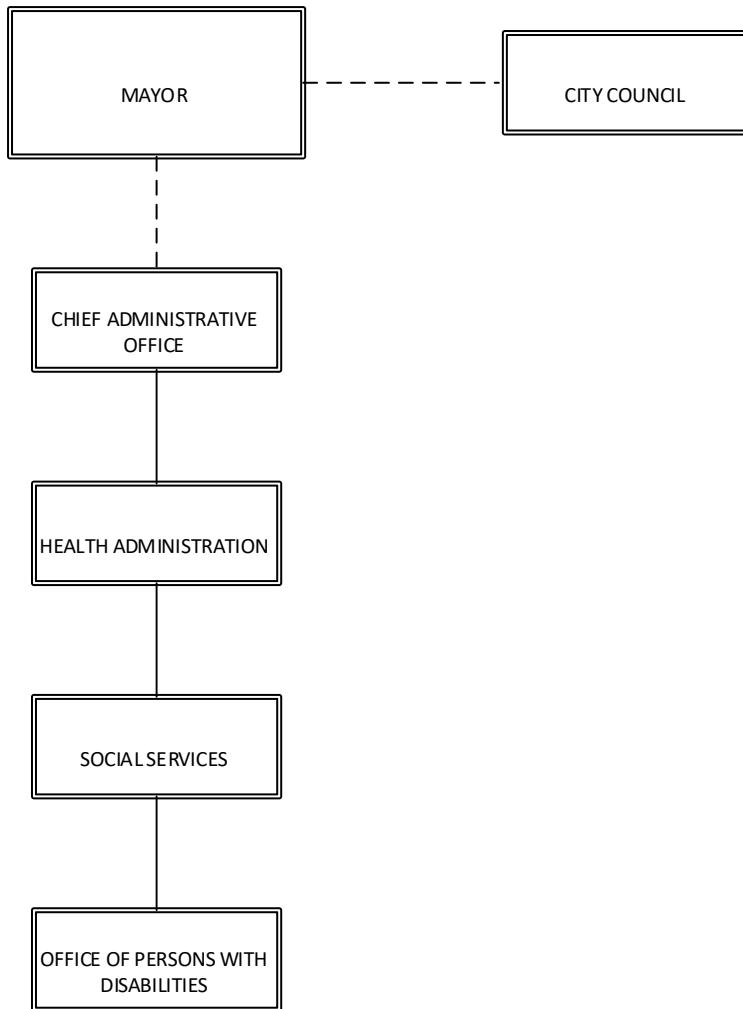 MAYOR
CITY COUNCIL
CHIEF ADMINISTRATIVE
OFFICE
HEALTH ADMINISTRATION
SOCIAL SERVICES
OFFICE OF PERSONS WITH
DISABILITIES